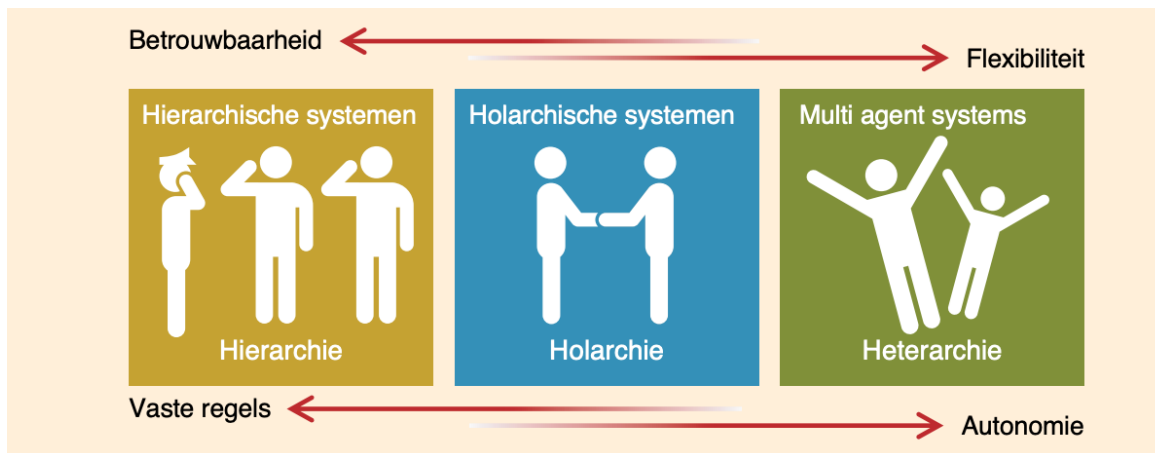 Betrouwbaarheid
Flexibiliteit
Hierarchische systemen
Holarchische systemen
Multi agent systems
Hierarchie
Holarchie
Heterarchie
Vaste regels
Autonomie